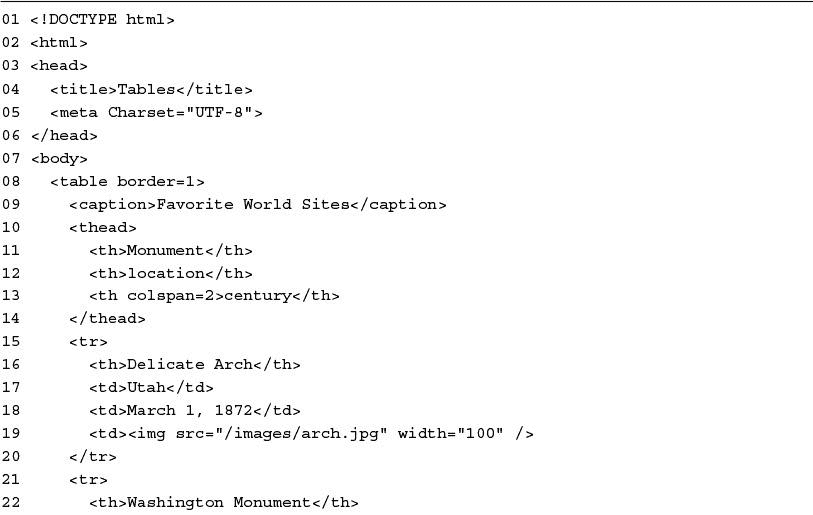 01 <!DOCTYPE html>
02 <html>
03 <head>
04   <title>Tables</title>
05   <meta Charset="UTF-8">
06 </head>
07 <body>
08   <table border=1>
09     <caption>Favorite World Sites</caption>
10     <thead>
11       <th>Monument</th>
12       <th>location</th>
13       <th colspan=2>century</th>
14     </thead>
15     <tr>
16       <th>Delicate Arch</th>
17       <td>Utah</td>
18       <td>March 1, 1872</td>
19       <td><img src="/images/arch.jpg" width="100" />
20     </tr>
21     <tr>
22       <th>Washington Monument</th>